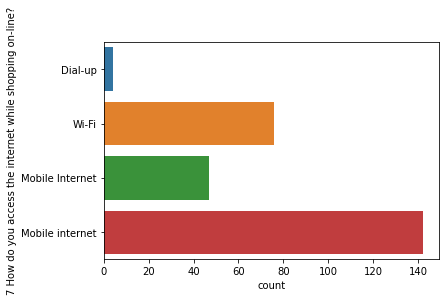 7 How do you access the internet while shopping on-line?
Dial-up
Wi-Fi
Mobile Internet
Mobile internet
0 20 40 60 80 100 120 140
count